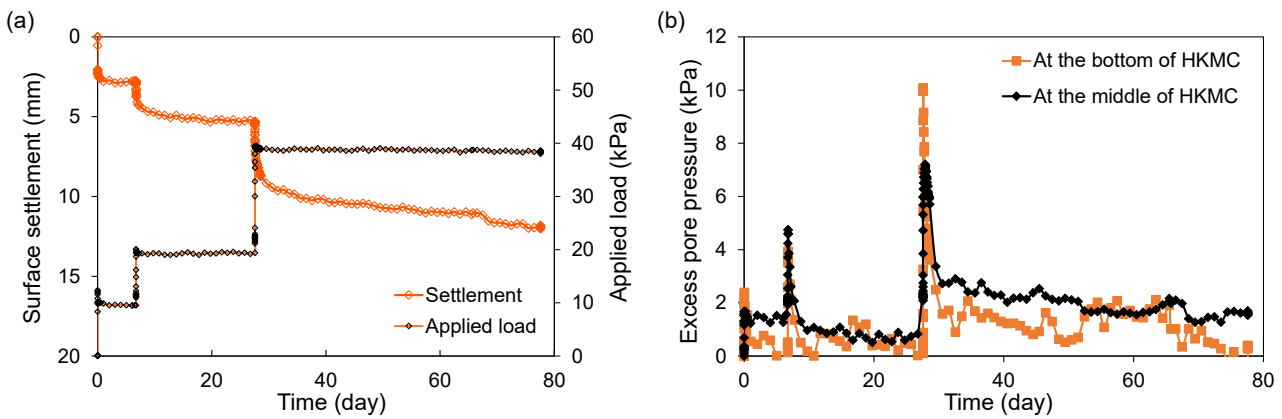 (a)
0
5
10
15
20
Surface settlement (mm)
60
50
40
30
20
10
0
Applied load (kPa)
Settlement
Applied load
0 20 40 60 80
Time (day)
(b)
12
10
8
6
4
2
0
Excess pore pressure (kPa)
At the bottom of HKMC
At the middle of HKMC
0 20 40 60 80
Time (day)